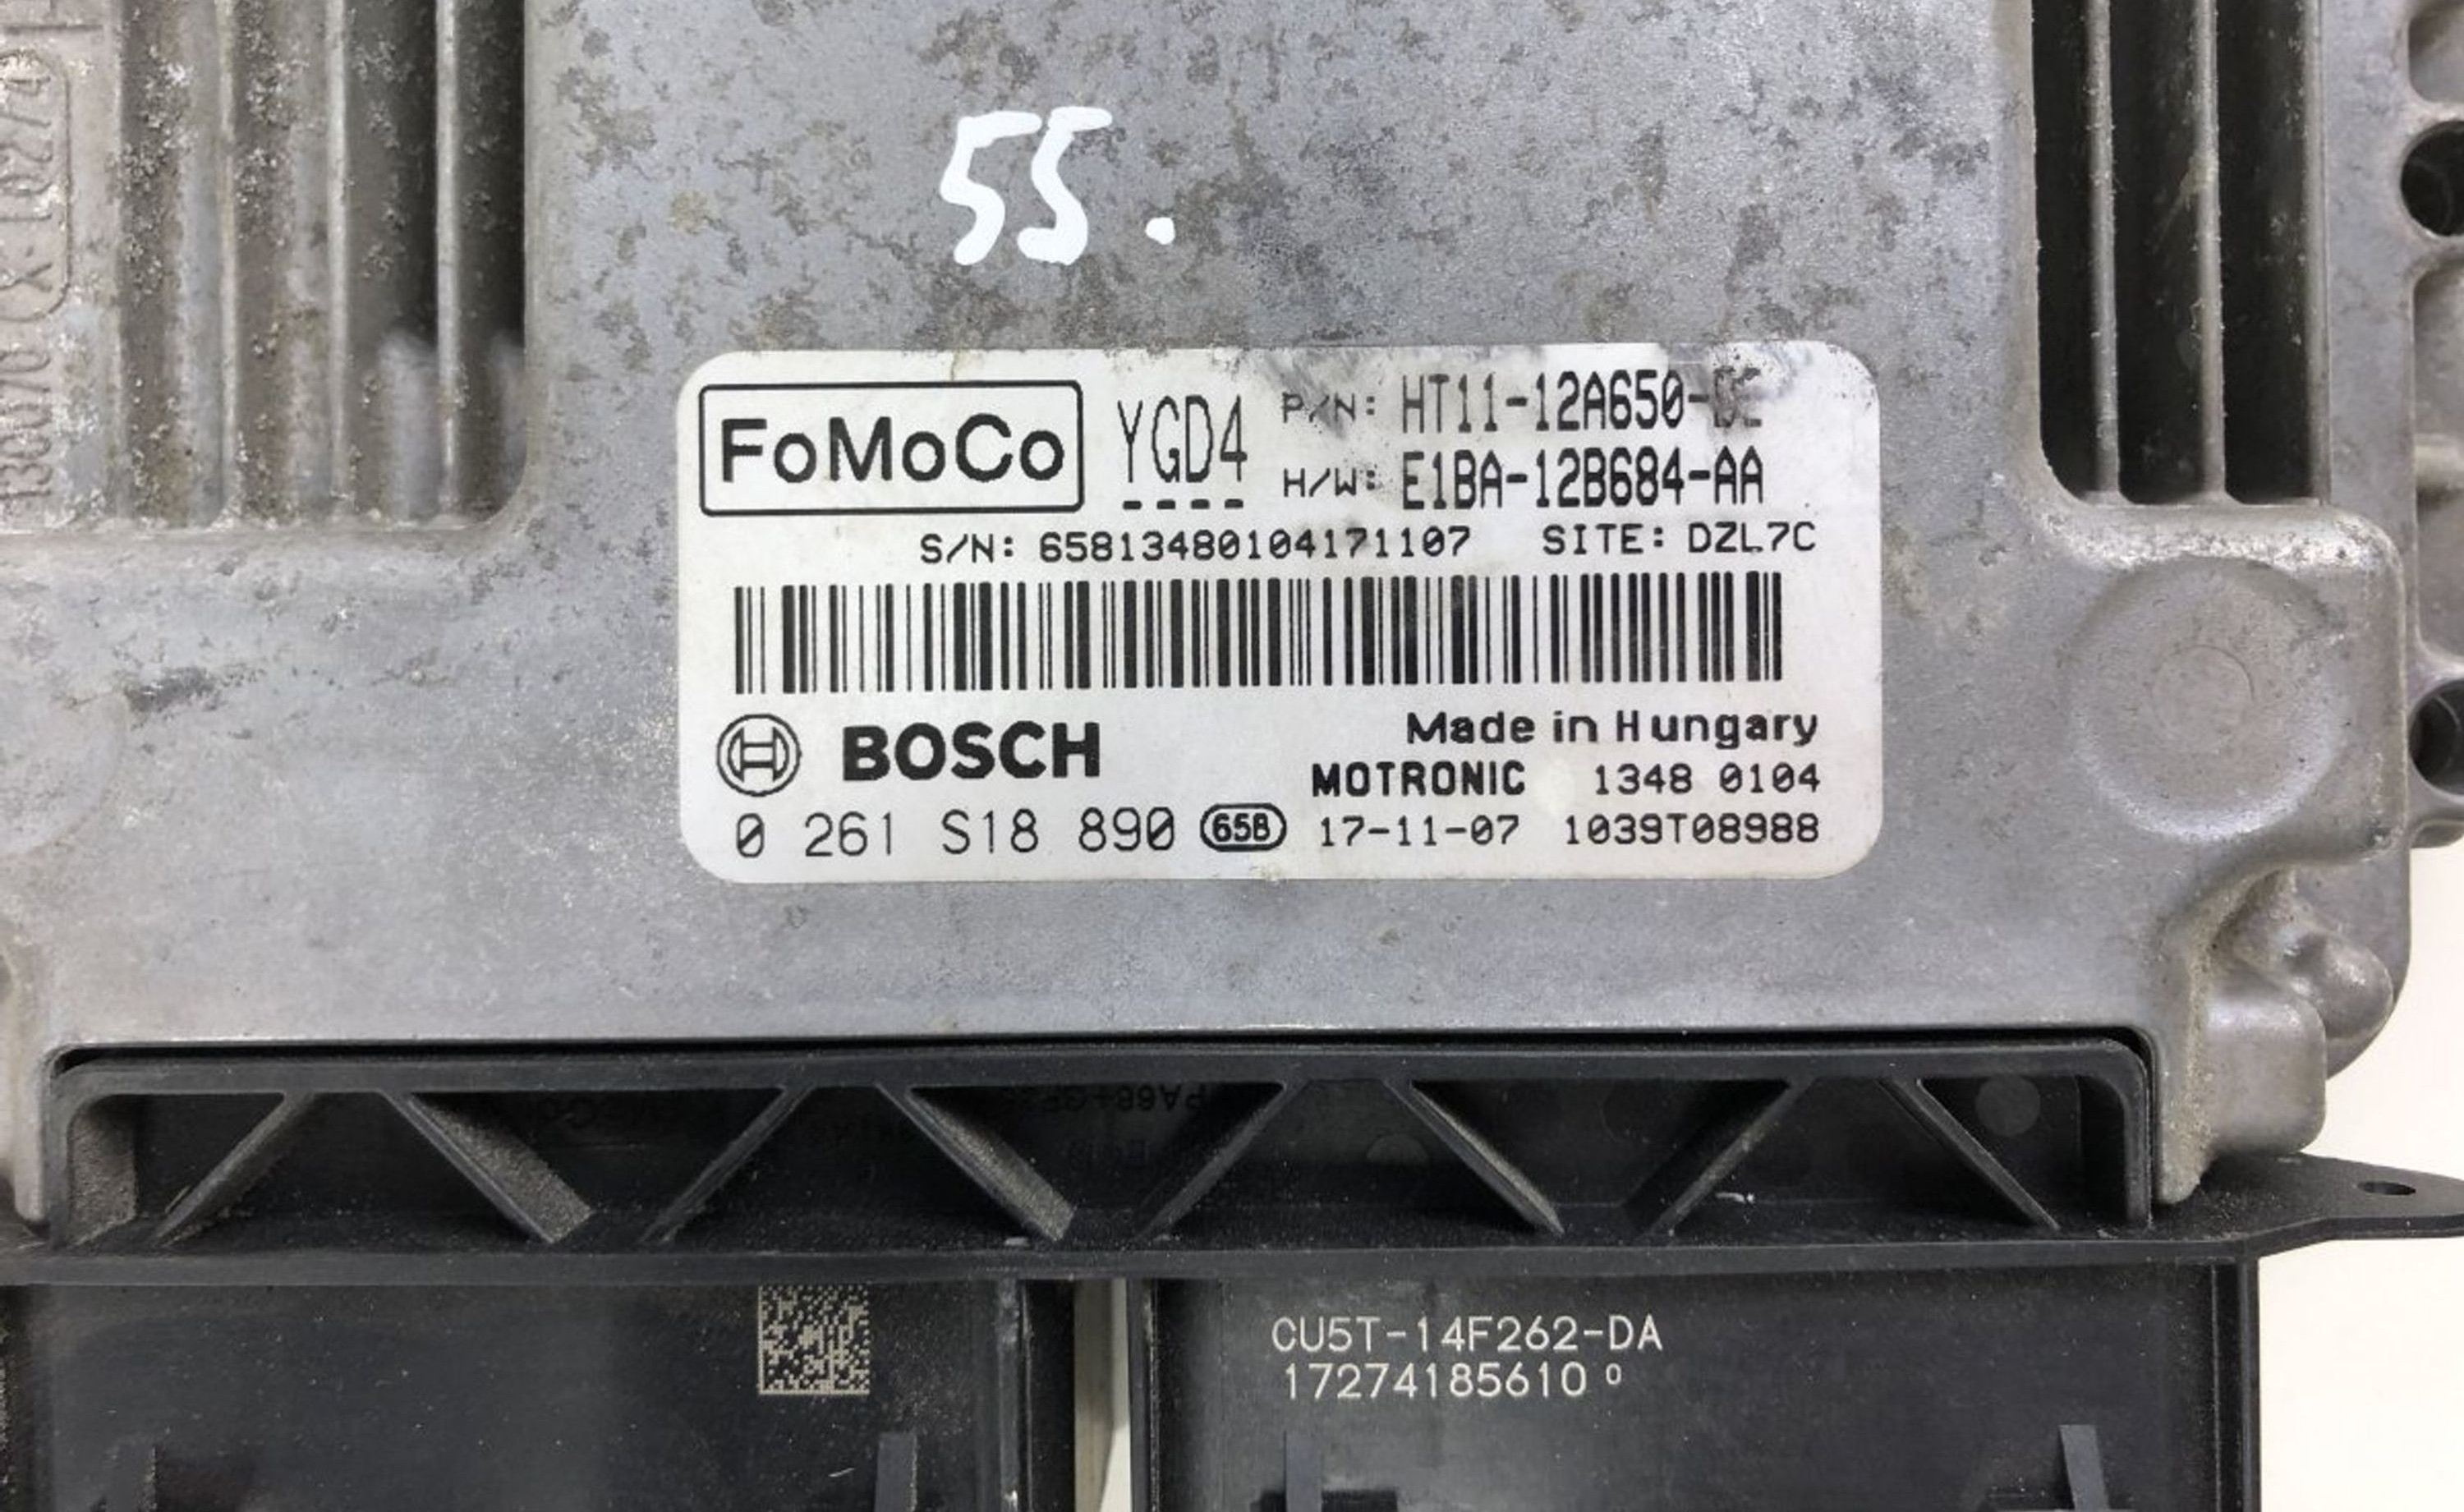 55.
FoMoCo YGD4 P/N: HT11-12A650-
H/W: E1BA-12B684-AA
S/N: 65813480104171107 SITE: DZL7C
BOSCH Made in Hungary
MOTRONIC 1348 0104
0 261 S18 890 65B 17-11-07 1039T08988
CU5T-14F262-DA
17274185610 0